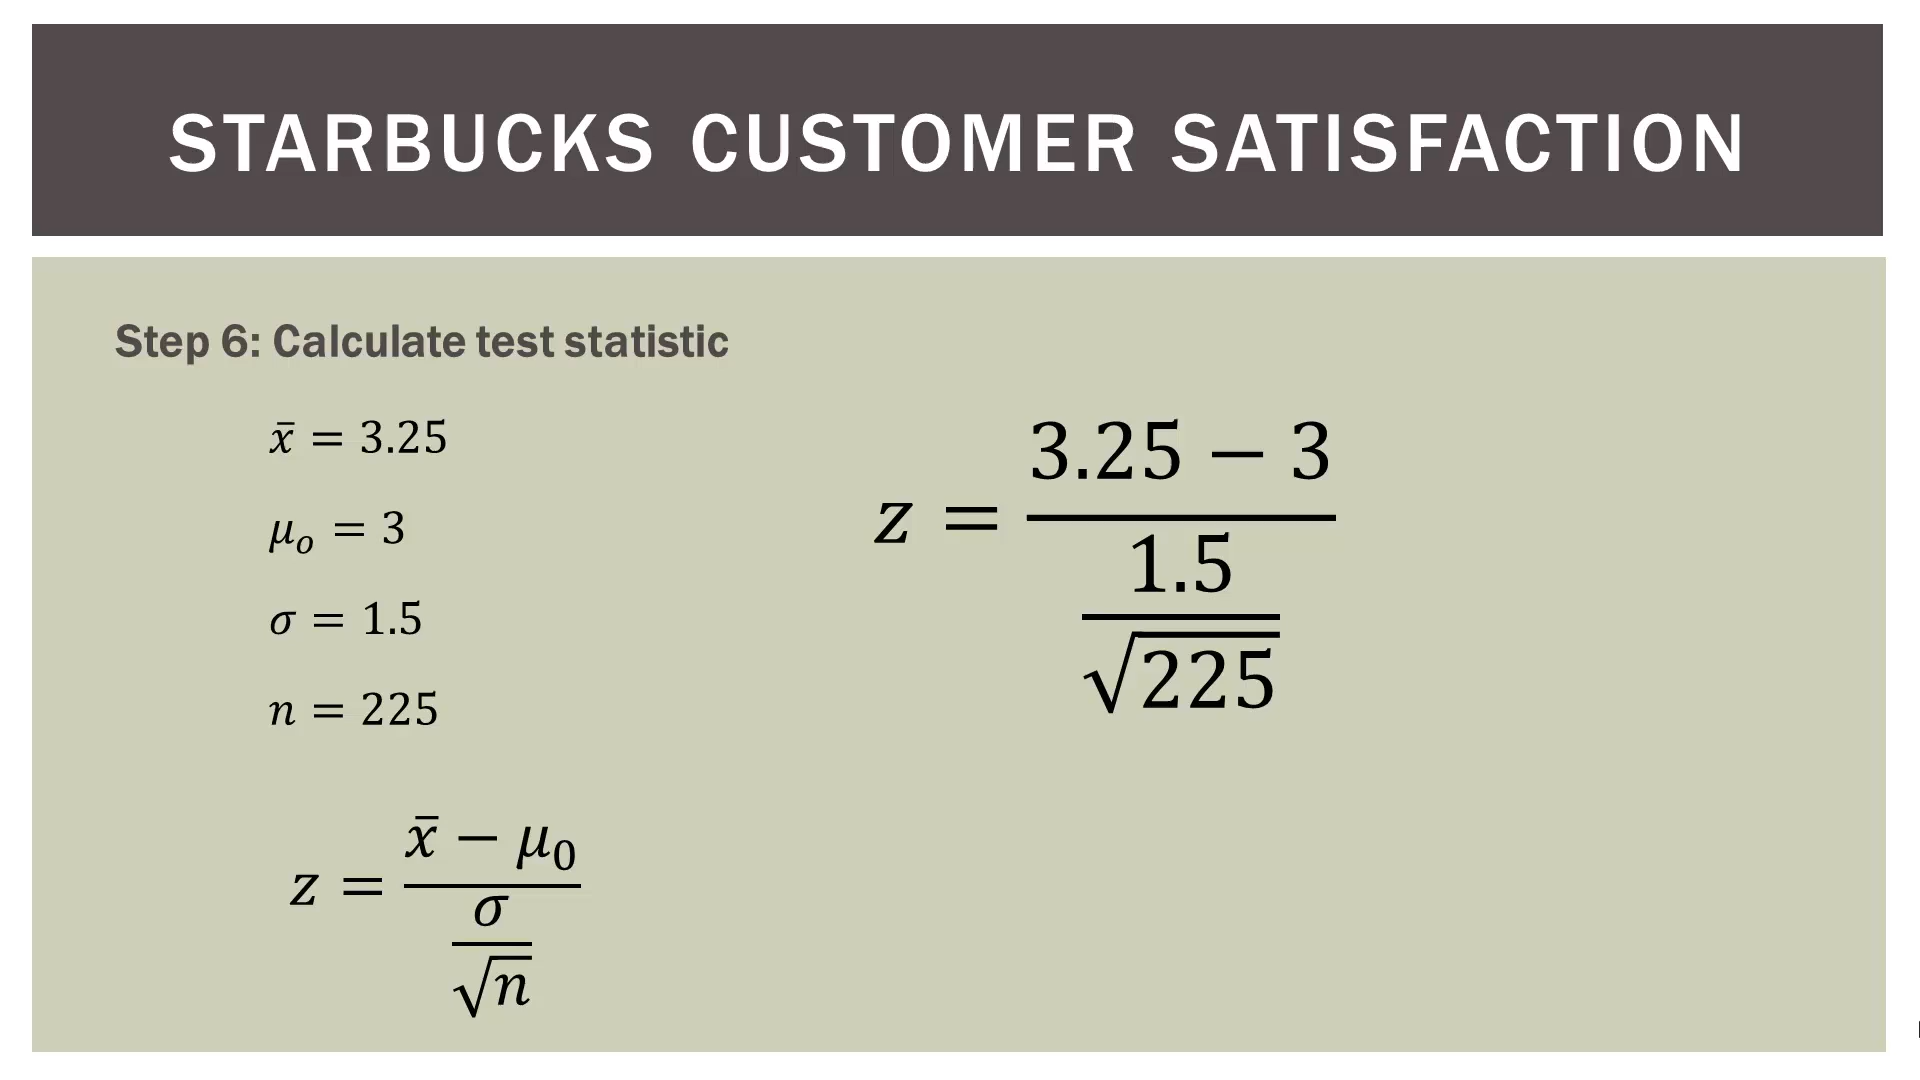 STARBUCKS CUSTOMER SATISFACTION
Step 6: Calculate test statistic
x̄ = 3.25
μₒ = 3
σ = 1.5
n = 225
z = (x̄ − μ₀) / (σ / √n)
z = (3.25 − 3) / (1.5 / √225)